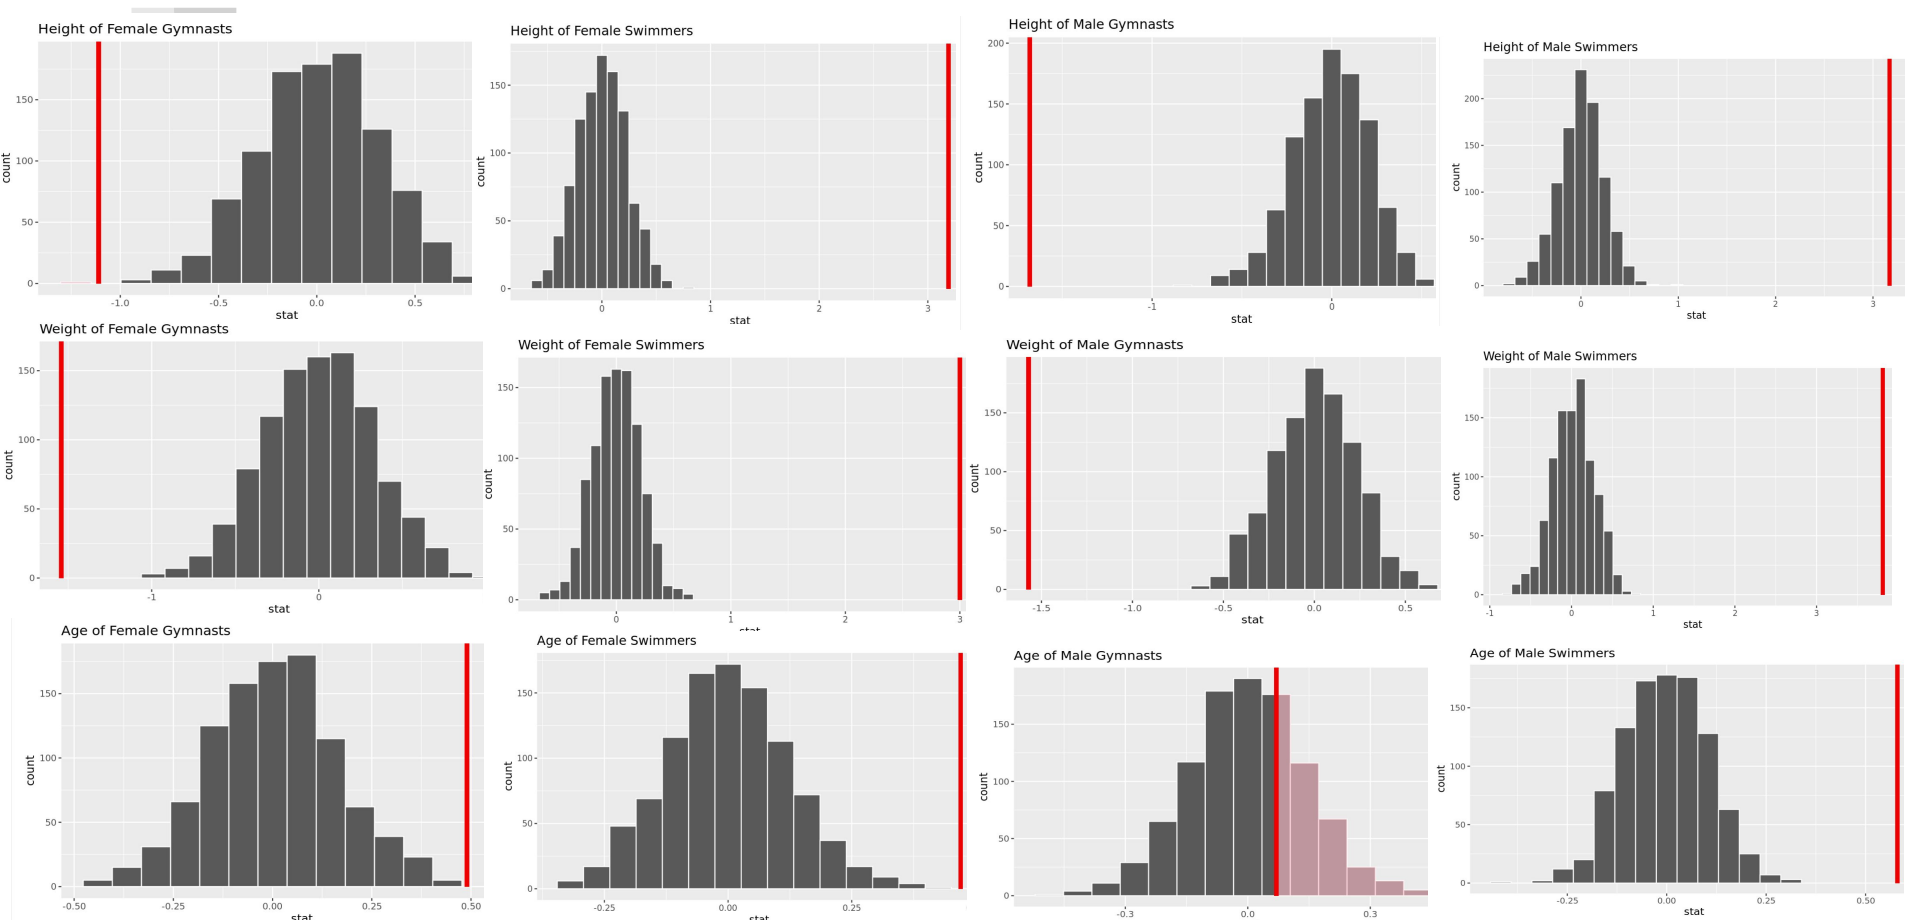 Height of Female Gymnasts
150
100
50
0
count
-1.0 -0.5 0.0 0.5
stat
Height of Female Swimmers
150
100
50
0
count
0 1 2 3
stat
Height of Male Gymnasts
200
150
100
50
0
count
-1 0
stat
Height of Male Swimmers
200
150
100
50
0
count
0 1 2 3
stat
Weight of Female Gymnasts
150
100
50
0
count
-1 0
stat
Weight of Female Swimmers
150
100
50
0
count
0 1 2 3
stat
Weight of Male Gymnasts
150
100
50
0
count
-1.5 -1.0 -0.5 0.0 0.5
stat
Weight of Male Swimmers
150
100
50
0
count
-1 0 1 2 3
stat
Age of Female Gymnasts
150
100
50
0
count
-0.50 -0.25 0.00 0.25 0.50
stat
Age of Female Swimmers
150
100
50
0
count
-0.25 0.00 0.25
stat
Age of Male Gymnasts
150
100
50
0
count
-0.3 0.0 0.3
Age of Male Swimmers
150
100
50
0
count
-0.25 0.00 0.25 0.50
stat